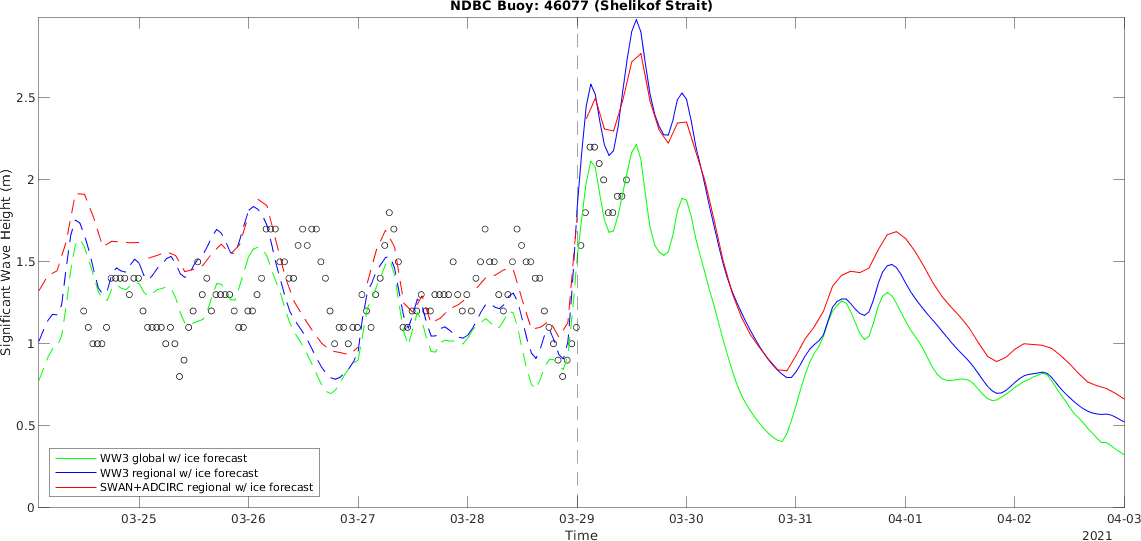 NDBC Buoy: 46077 (Shelikof Strait)
Significant Wave Height (m)
2.5
2
1.5
1
0.5
0
WW3 global w/ ice forecast
WW3 regional w/ ice forecast
SWAN+ADCIRC regional w/ ice forecast
03-25 03-26 03-27 03-28 03-29 03-30 03-31 04-01 04-02 04-03
Time
2021